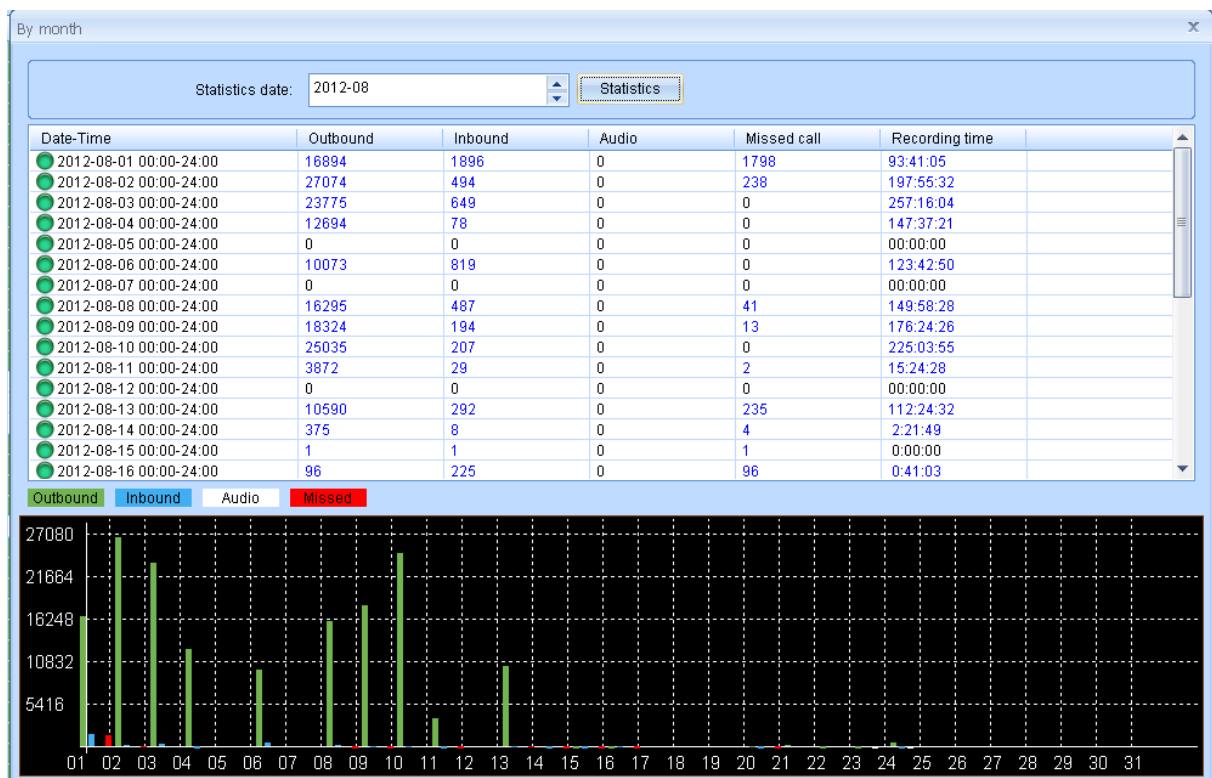 By month x
Statistics date: 2012-08 Statistics
Date-Time Outbound Inbound Audio Missed call Recording time
2012-08-01 00:00-24:00 16894 1896 0 1798 93:41:05
2012-08-02 00:00-24:00 27074 494 0 238 197:55:32
2012-08-03 00:00-24:00 23775 649 0 0 257:16:04
2012-08-04 00:00-24:00 12694 78 0 0 147:37:21
2012-08-05 00:00-24:00 0 0 0 0 00:00:00
2012-08-06 00:00-24:00 10073 819 0 0 123:42:50
2012-08-07 00:00-24:00 0 0 0 0 00:00:00
2012-08-08 00:00-24:00 16295 487 0 41 149:58:28
2012-08-09 00:00-24:00 18324 194 0 13 176:24:26
2012-08-10 00:00-24:00 25035 207 0 0 225:03:55
2012-08-11 00:00-24:00 3872 29 0 2 15:24:28
2012-08-12 00:00-24:00 0 0 0 0 00:00:00
2012-08-13 00:00-24:00 10590 292 0 235 112:24:32
2012-08-14 00:00-24:00 375 8 0 4 2:21:49
2012-08-15 00:00-24:00 1 1 0 1 0:00:00
2012-08-16 00:00-24:00 96 225 0 96 0:41:03
Outbound Inbound Audio Missed
27080
21664
16248
10832
5416
01 02 03 04 05 06 07 08 09 10 11 12 13 14 15 16 17 18 19 20 21 22 23 24 25 26 27 28 29 30 31